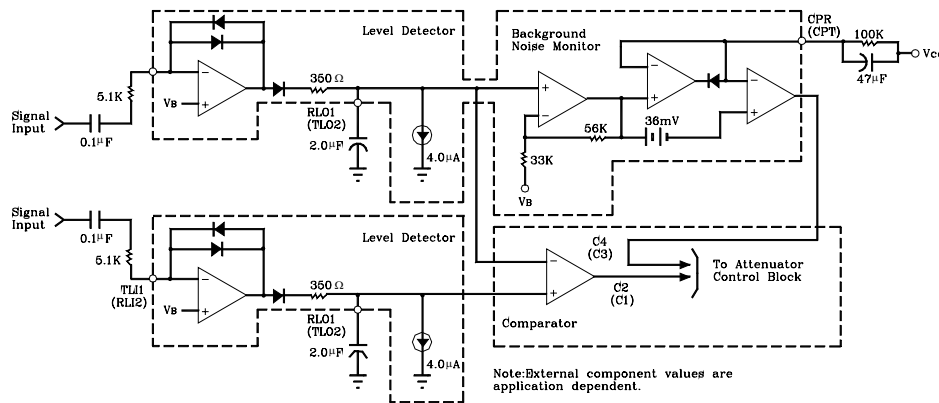 Level Detector
Background
Noise Monitor
CPR
(CPT)
100K
Vcc
47µF
350Ω
5.1K
VB
Signal
Input
0.1µF
RLO1
(TLO2)
2.0µF
4.0µA
56K
36mV
33K
VB
Signal
Input
0.1µF
5.1K
Level Detector
TLI1
(RLI2)
VB
350Ω
RLO1
(TLO2)
2.0µF
4.0µA
C4
(C3)
C2
(C1)
To Attenuator
Control Block
Comparator
Note:External component values are
application dependent.